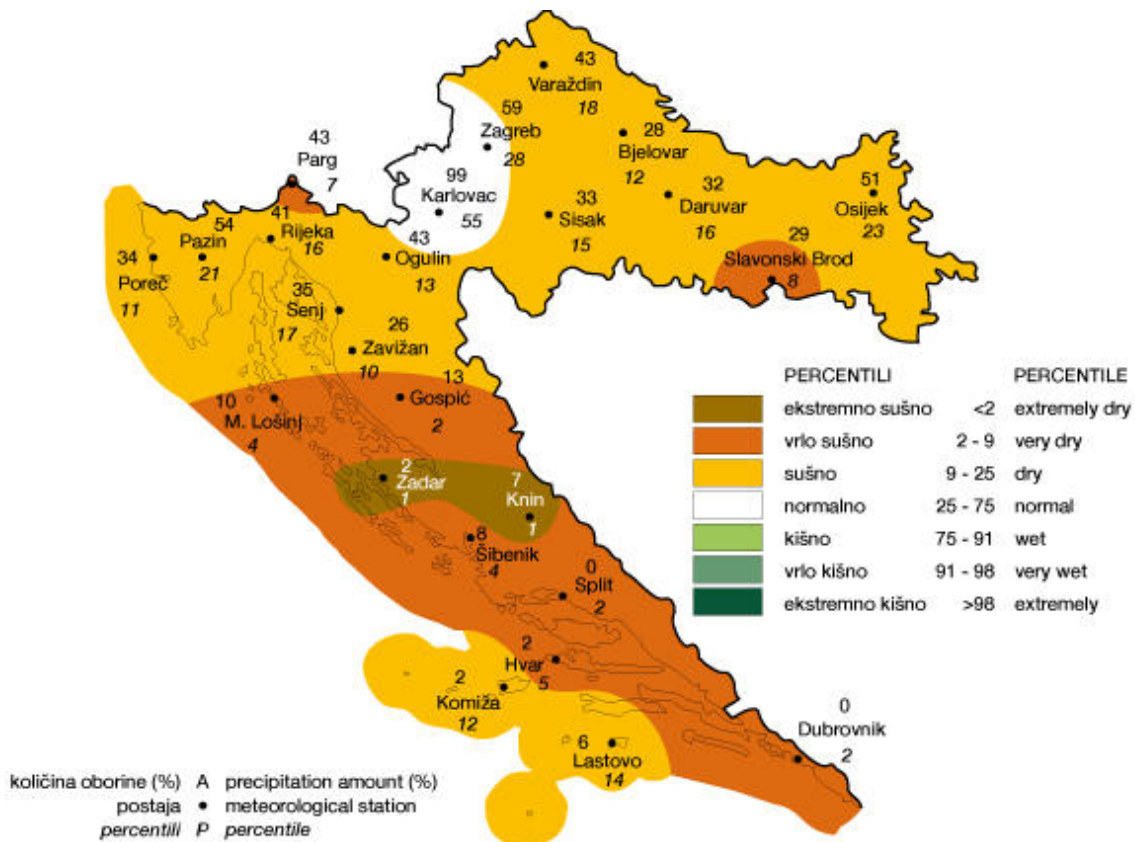 43
Varaždin
18
59
Zagreb
28
28
Bjelovar
12
43
Parg
7
99
Karlovac
55
33
Sisak
15
32
Daruvar
16
51
Osijek
23
29
Slavonski Brod
8
34
Poreč
11
54
Pazin
21
41
Rijeka
16
43
Ogulin
13
35
Senj
17
26
Zavižan
10
13
Gospić
2
10
M. Lošinj
4
2
Zadar
1
7
Knin
1
8
Šibenik
4
0
Split
2
2
Hvar
5
2
Komiža
12
6
Lastovo
14
0
Dubrovnik
2
PERCENTILI PERCENTILE
ekstremno sušno <2 extremely dry
vrlo sušno 2 - 9 very dry
sušno 9 - 25 dry
normalno 25 - 75 normal
kišno 75 - 91 wet
vrlo kišno 91 - 98 very wet
ekstremno kišno >98 extremely
količina oborine (%) A precipitation amount (%)
postaja • meteorological station
percentili P percentile